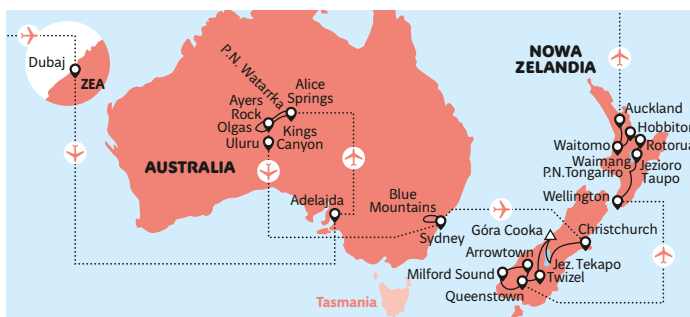 Dubaj
ZEA
P.N. Watarrka
Alice
Springs
Ayers
Rock
Olgas
Uluru
Kings
Canyon
AUSTRALIA
Adelajda
Blue
Mountains
Sydney
Tasmania
NOWA
ZELANDIA
Auckland
Hobbiton
Rotorua
Waitomo
Waimang
Jezioro
Taupo
P.N.Tongariro
Wellington
Góra Cooka
Christchurch
Arrowtown
Jez. Tekapo
Milford Sound
Twizel
Queenstown